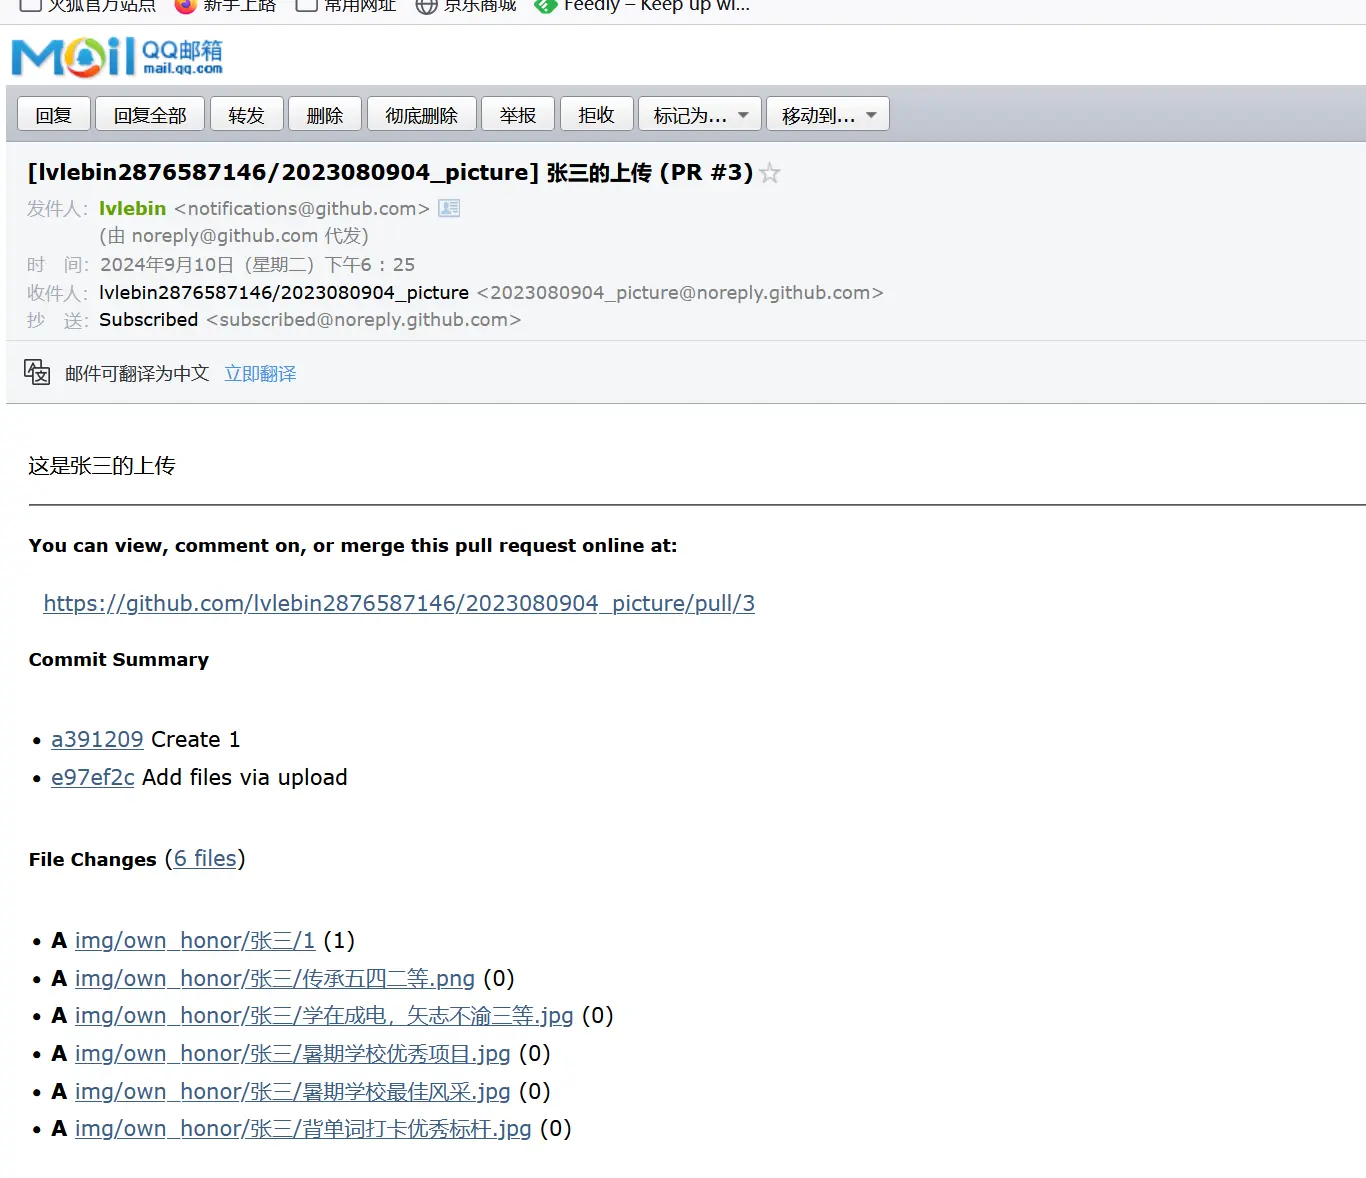 火狐官方站点 新手上路 常用网址 京东商城 Feedly – Keep up wi...
Mail QQ邮箱
mail.qq.com
回复 回复全部 转发 删除 彻底删除 举报 拒收 标记为... 移动到...
[lvlebin2876587146/2023080904_picture] 张三的上传 (PR #3)
发件人: lvlebin <notifications@github.com>
(由 noreply@github.com 代发)
时 间: 2024年9月10日 (星期二) 下午6 : 25
收件人: lvlebin2876587146/2023080904_picture <2023080904_picture@noreply.github.com>
抄 送: Subscribed <subscribed@noreply.github.com>
邮件可翻译为中文 立即翻译
这是张三的上传
You can view, comment on, or merge this pull request online at:
https://github.com/lvlebin2876587146/2023080904_picture/pull/3
Commit Summary
• a391209 Create 1
• e97ef2c Add files via upload
File Changes (6 files)
• A img/own_honor/张三/1 (1)
• A img/own_honor/张三/传承五四二等.png (0)
• A img/own_honor/张三/学在成电，矢志不渝三等.jpg (0)
• A img/own_honor/张三/暑期学校优秀项目.jpg (0)
• A img/own_honor/张三/暑期学校最佳风采.jpg (0)
• A img/own_honor/张三/背单词打卡优秀标杆.jpg (0)